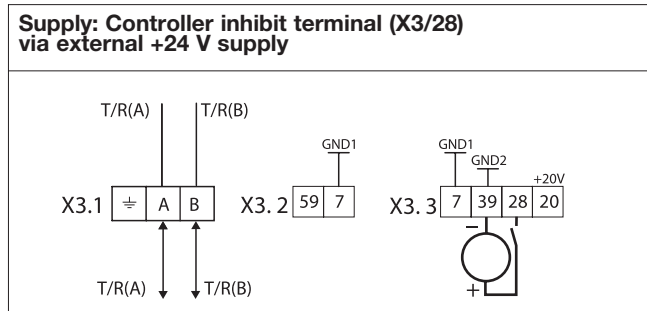 Supply: Controller inhibit terminal (X3/28)
via external +24 V supply
T/R(A) T/R(B)
GND1 GND1
GND2
+20V
X3.1 A B X3. 2 59 7 X3. 3 7 39 28 20
−
+
T/R(A) T/R(B)